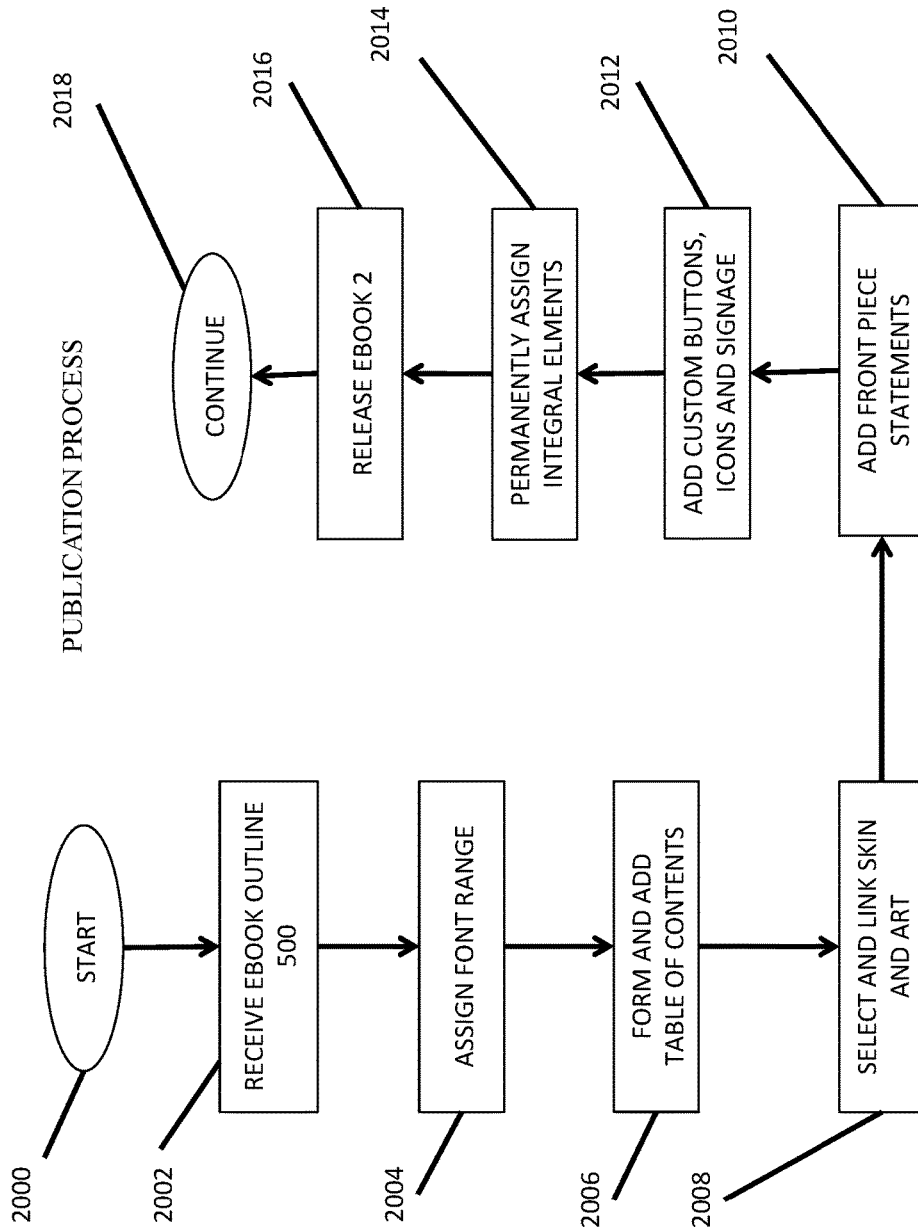 PUBLICATION PROCESS
2000
START
2002
RECEIVE EBOOK OUTLINE
500
2004
ASSIGN FONT RANGE
2006
FORM AND ADD
TABLE OF CONTENTS
2008
SELECT AND LINK SKIN
AND ART
2010
ADD FRONT PIECE
STATEMENTS
2012
ADD CUSTOM BUTTONS,
ICONS AND SIGNAGE
2014
PERMANENTLY ASSIGN
INTEGRAL ELMENTS
2016
RELEASE EBOOK 2
2018
CONTINUE